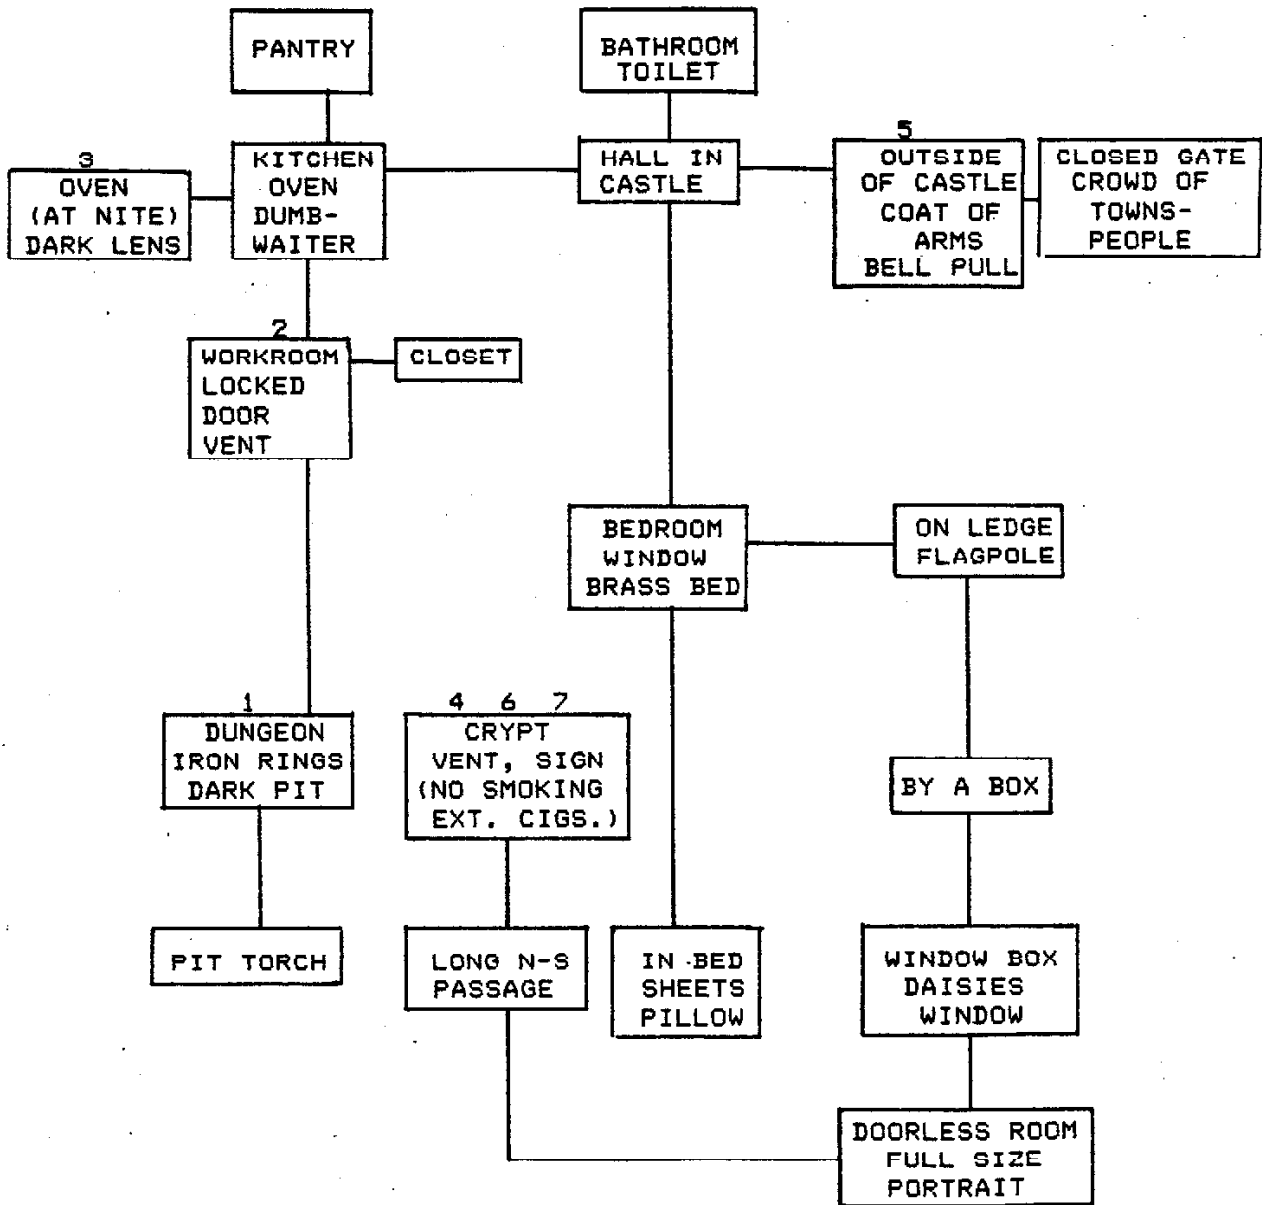 PANTRY
BATHROOM
TOILET
3
OVEN
(AT NITE)
DARK LENS
KITCHEN
OVEN
DUMB-
WAITER
HALL IN
CASTLE
5
OUTSIDE
OF CASTLE
COAT OF
ARMS
BELL PULL
CLOSED GATE
CROWD OF
TOWNS-
PEOPLE
2
WORKROOM
LOCKED
DOOR
VENT
CLOSET
BEDROOM
WINDOW
BRASS BED
ON LEDGE
FLAGPOLE
1
DUNGEON
IRON RINGS
DARK PIT
4 6 7
CRYPT
VENT, SIGN
(NO SMOKING
EXT. CIGS.)
BY A BOX
PIT TORCH
LONG N-S
PASSAGE
IN BED
SHEETS
PILLOW
WINDOW BOX
DAISIES
WINDOW
DOORLESS ROOM
FULL SIZE
PORTRAIT